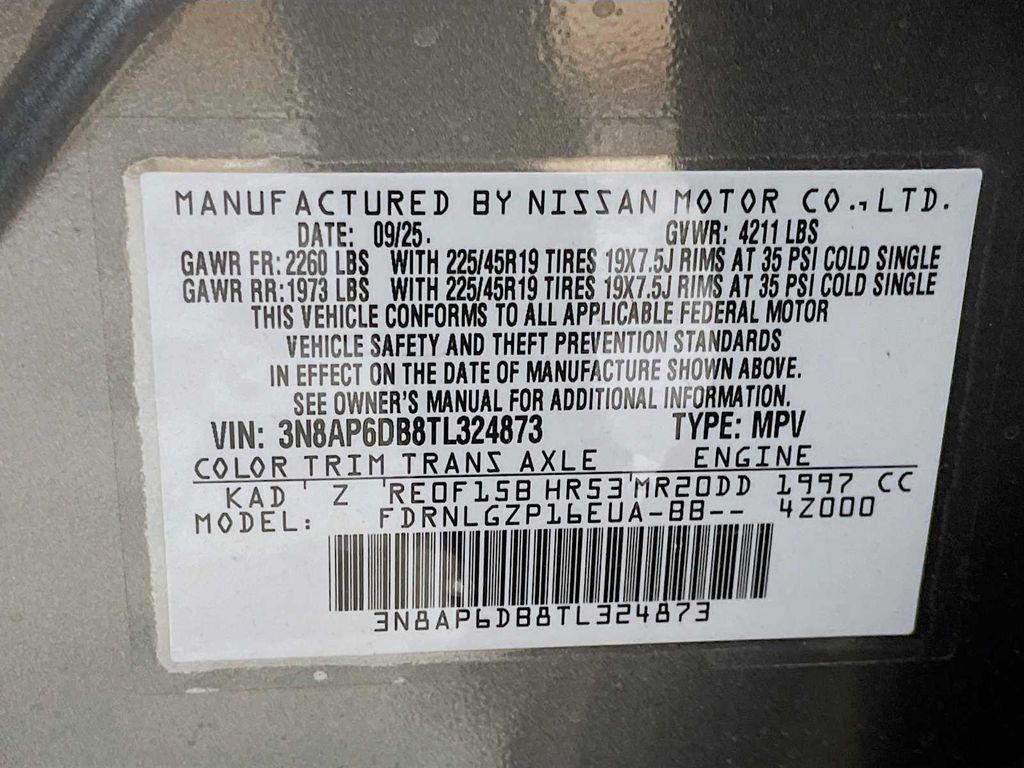 MANUFACTURED BY NISSAN MOTOR CO.,LTD.
DATE: 09/25. GVWR: 4211 LBS
GAWR FR: 2260 LBS WITH 225/45R19 TIRES 19X7.5J RIMS AT 35 PSI COLD SINGLE
GAWR RR: 1973 LBS WITH 225/45R19 TIRES 19X7.5J RIMS AT 35 PSI COLD SINGLE
THIS VEHICLE CONFORMS TO ALL APPLICABLE FEDERAL MOTOR
VEHICLE SAFETY AND THEFT PREVENTION STANDARDS
IN EFFECT ON THE DATE OF MANUFACTURE SHOWN ABOVE.
SEE OWNER'S MANUAL FOR ADDITIONAL INFORMATION.
VIN: 3N8AP6DB8TL324873 TYPE: MPV
COLOR TRIM TRANS AXLE ENGINE
KAD Z RE0F15B HR53 MR20DD 1997 CC
MODEL: FDRNLGZP16EUA-BB-- 4Z000
3N8AP6DB8TL324873